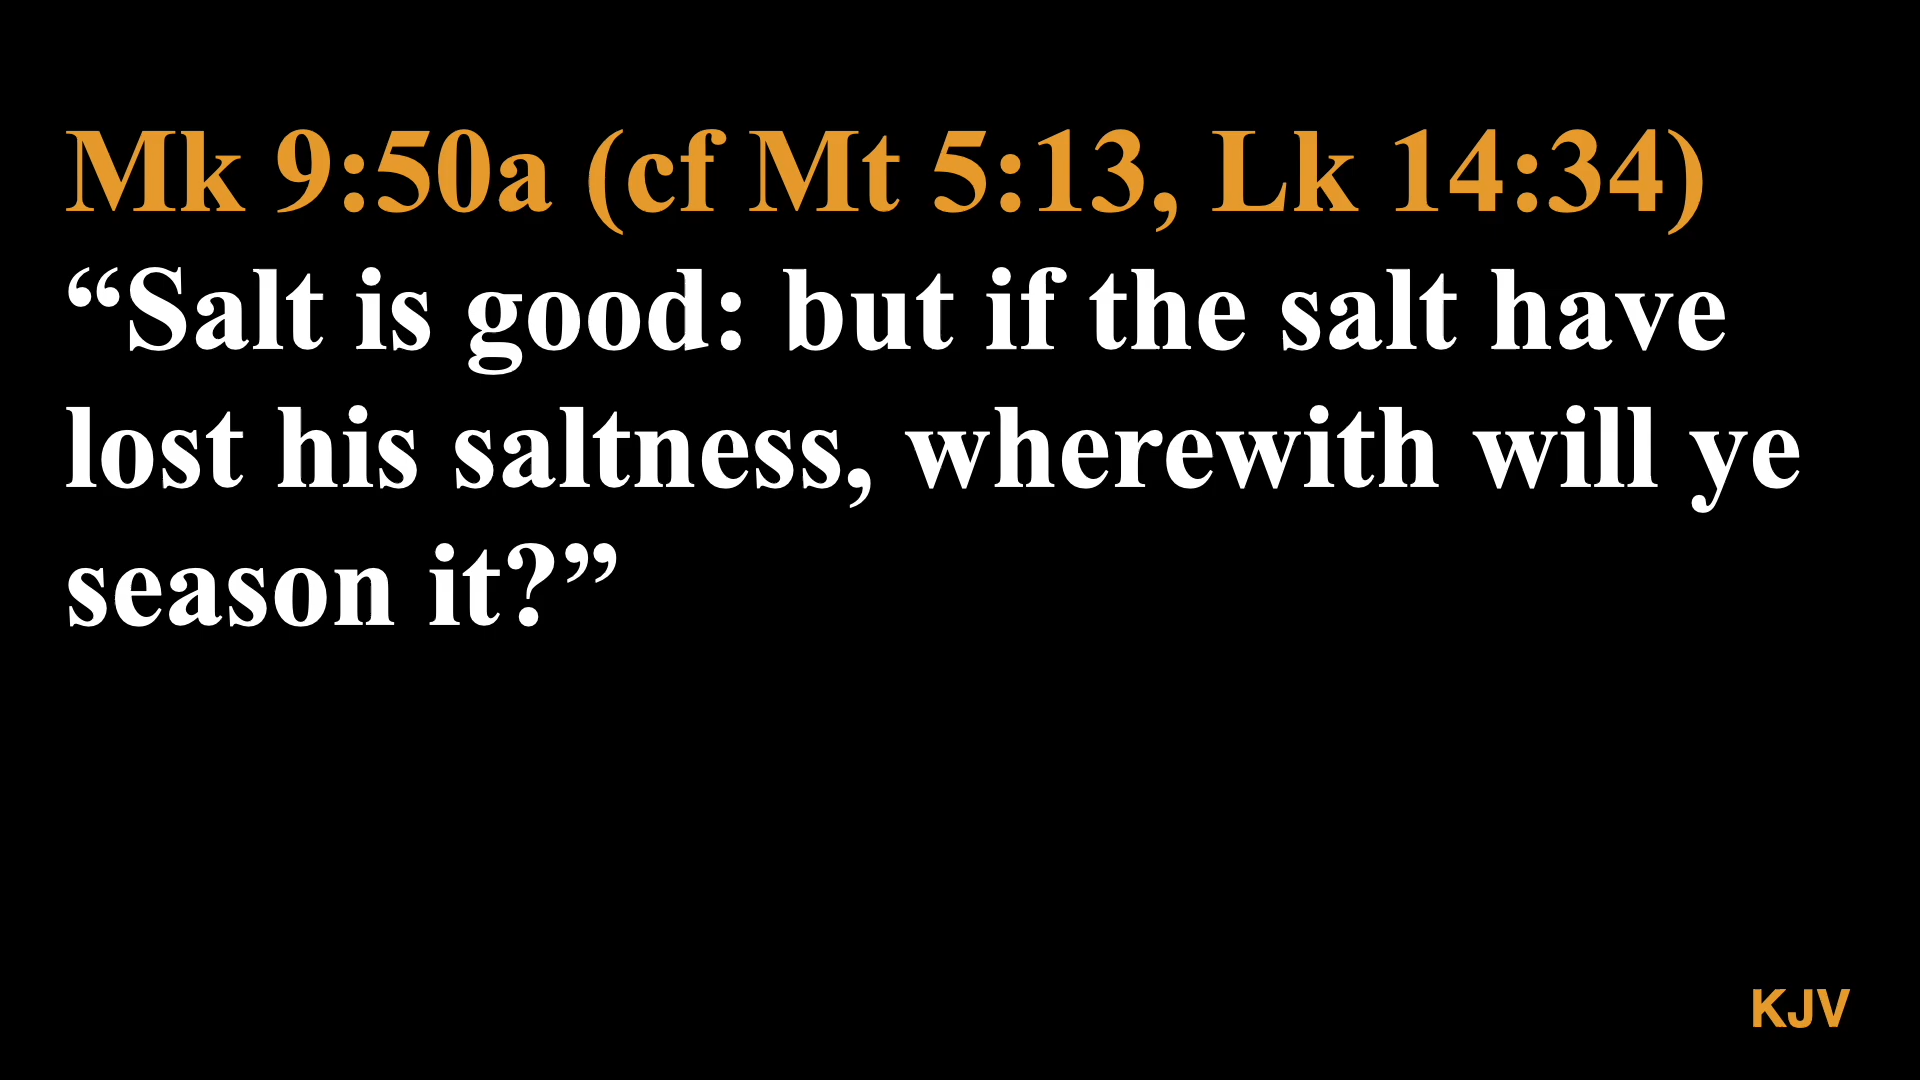 Mk 9:50a (cf Mt 5:13, Lk 14:34)
“Salt is good: but if the salt have
lost his saltness, wherewith will ye
season it?”
KJV